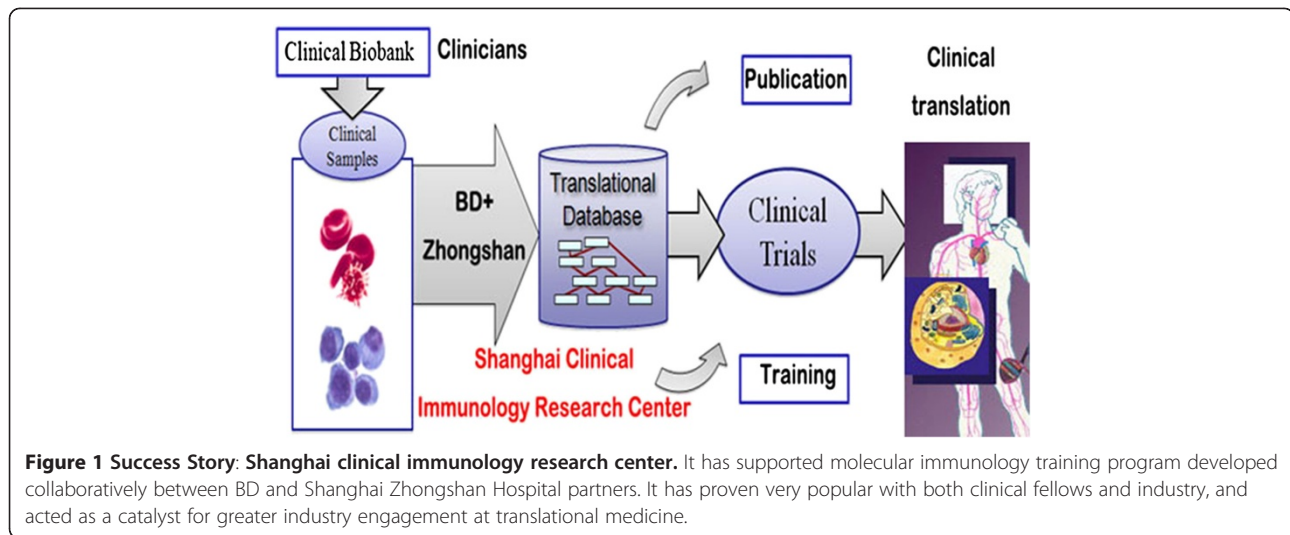 Clinical Biobank
Clinicians
Clinical
Samples
BD+
Zhongshan
Translational
Database
Publication
Clinical
Trials
Clinical
translation
Shanghai Clinical
Immunology Research Center
Training
Figure 1 Success Story: Shanghai clinical immunology research center. It has supported molecular immunology training program developed
collaboratively between BD and Shanghai Zhongshan Hospital partners. It has proven very popular with both clinical fellows and industry, and
acted as a catalyst for greater industry engagement at translational medicine.